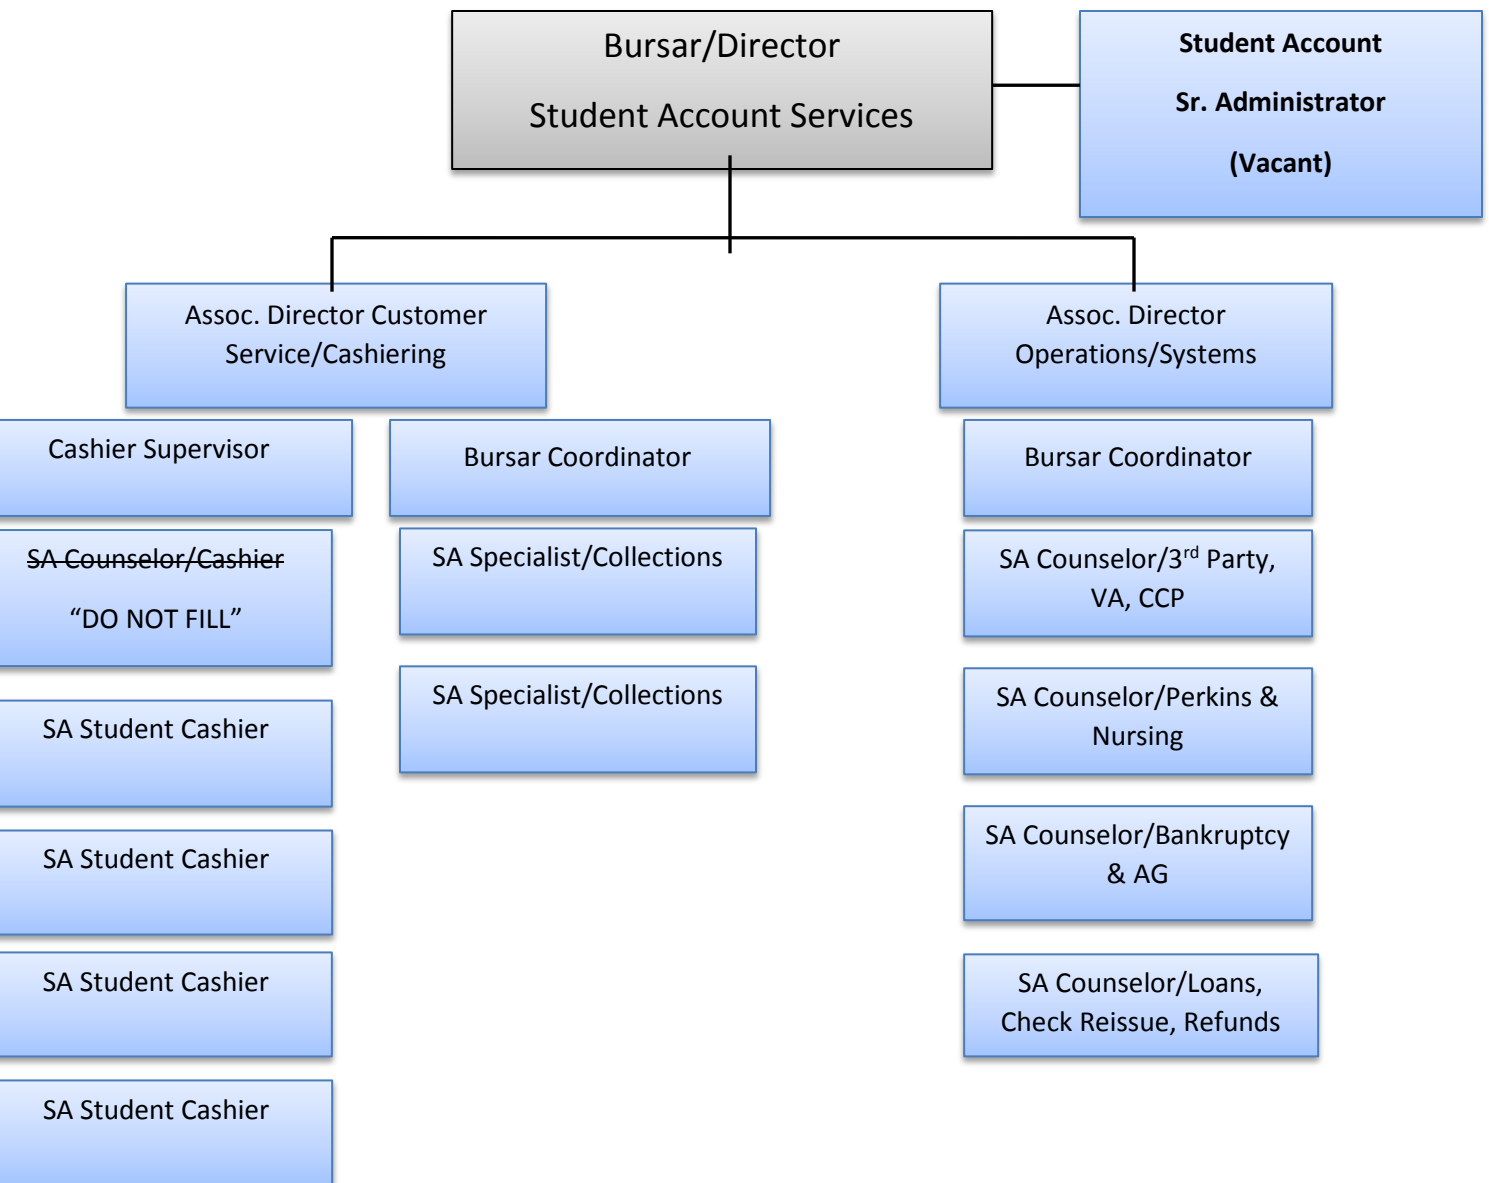 Bursar/Director
Student Account Services
Student Account
Sr. Administrator
(Vacant)
Assoc. Director Customer
Service/Cashiering
Assoc. Director
Operations/Systems
Cashier Supervisor
Bursar Coordinator
Bursar Coordinator
SA Counselor/Cashier
“DO NOT FILL”
SA Specialist/Collections
SA Counselor/3rd Party,
VA, CCP
SA Student Cashier
SA Specialist/Collections
SA Counselor/Perkins &
Nursing
SA Student Cashier
SA Counselor/Bankruptcy
& AG
SA Student Cashier
SA Counselor/Loans,
Check Reissue, Refunds
SA Student Cashier